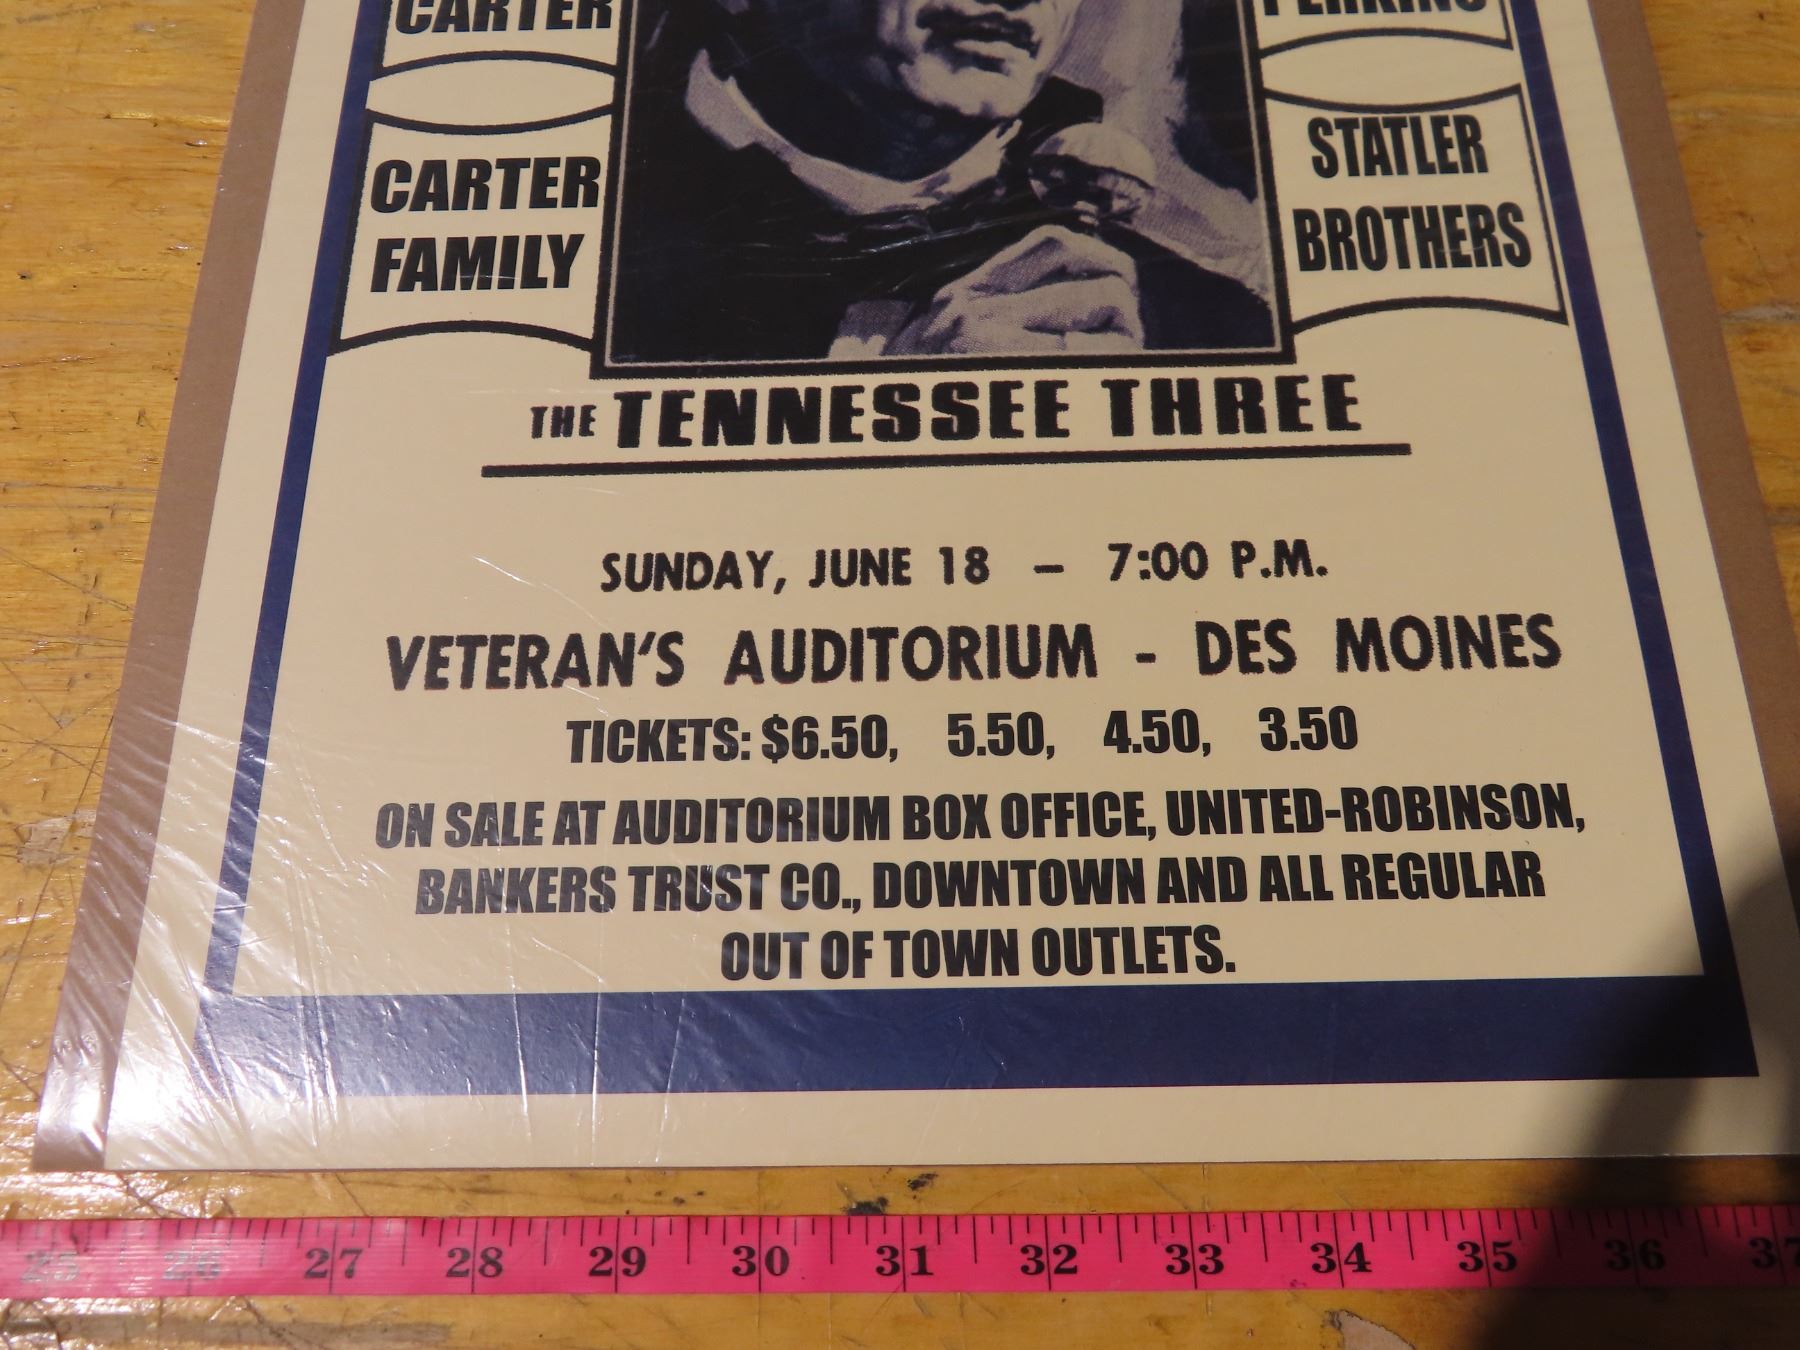 CARTER
PERKINS
CARTER
FAMILY
STATLER
BROTHERS
THE TENNESSEE THREE
SUNDAY, JUNE 18 – 7:00 P.M.
VETERAN'S AUDITORIUM - DES MOINES
TICKETS: $6.50, 5.50, 4.50, 3.50
ON SALE AT AUDITORIUM BOX OFFICE, UNITED-ROBINSON,
BANKERS TRUST CO., DOWNTOWN AND ALL REGULAR
OUT OF TOWN OUTLETS.
25 26 27 28 29 30 31 32 33 34 35 36 37